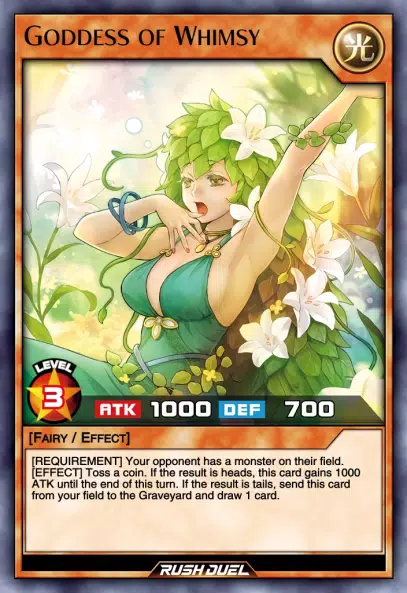 GODDESS OF WHIMSY
光
LEVEL
3
ATK 1000 DEF 700
[FAIRY / EFFECT]
[REQUIREMENT] Your opponent has a monster on their field.
[EFFECT] Toss a coin. If the result is heads, this card gains 1000
ATK until the end of this turn. If the result is tails, send this card
from your field to the Graveyard and draw 1 card.
RUSH DUEL